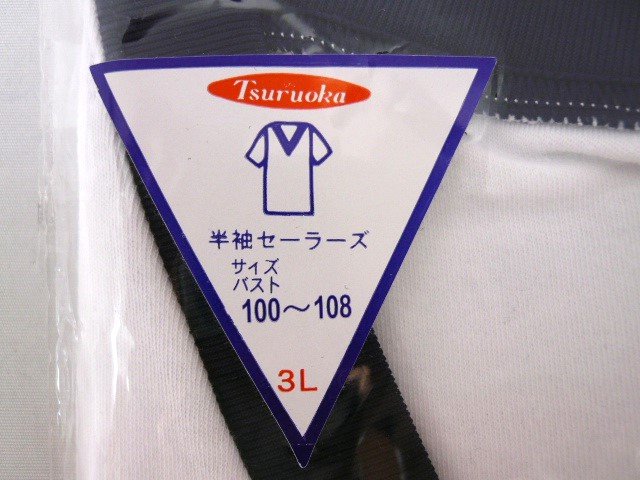 Tsuruoka
半袖セーラーズ
サイズ
バスト
100～108
3L